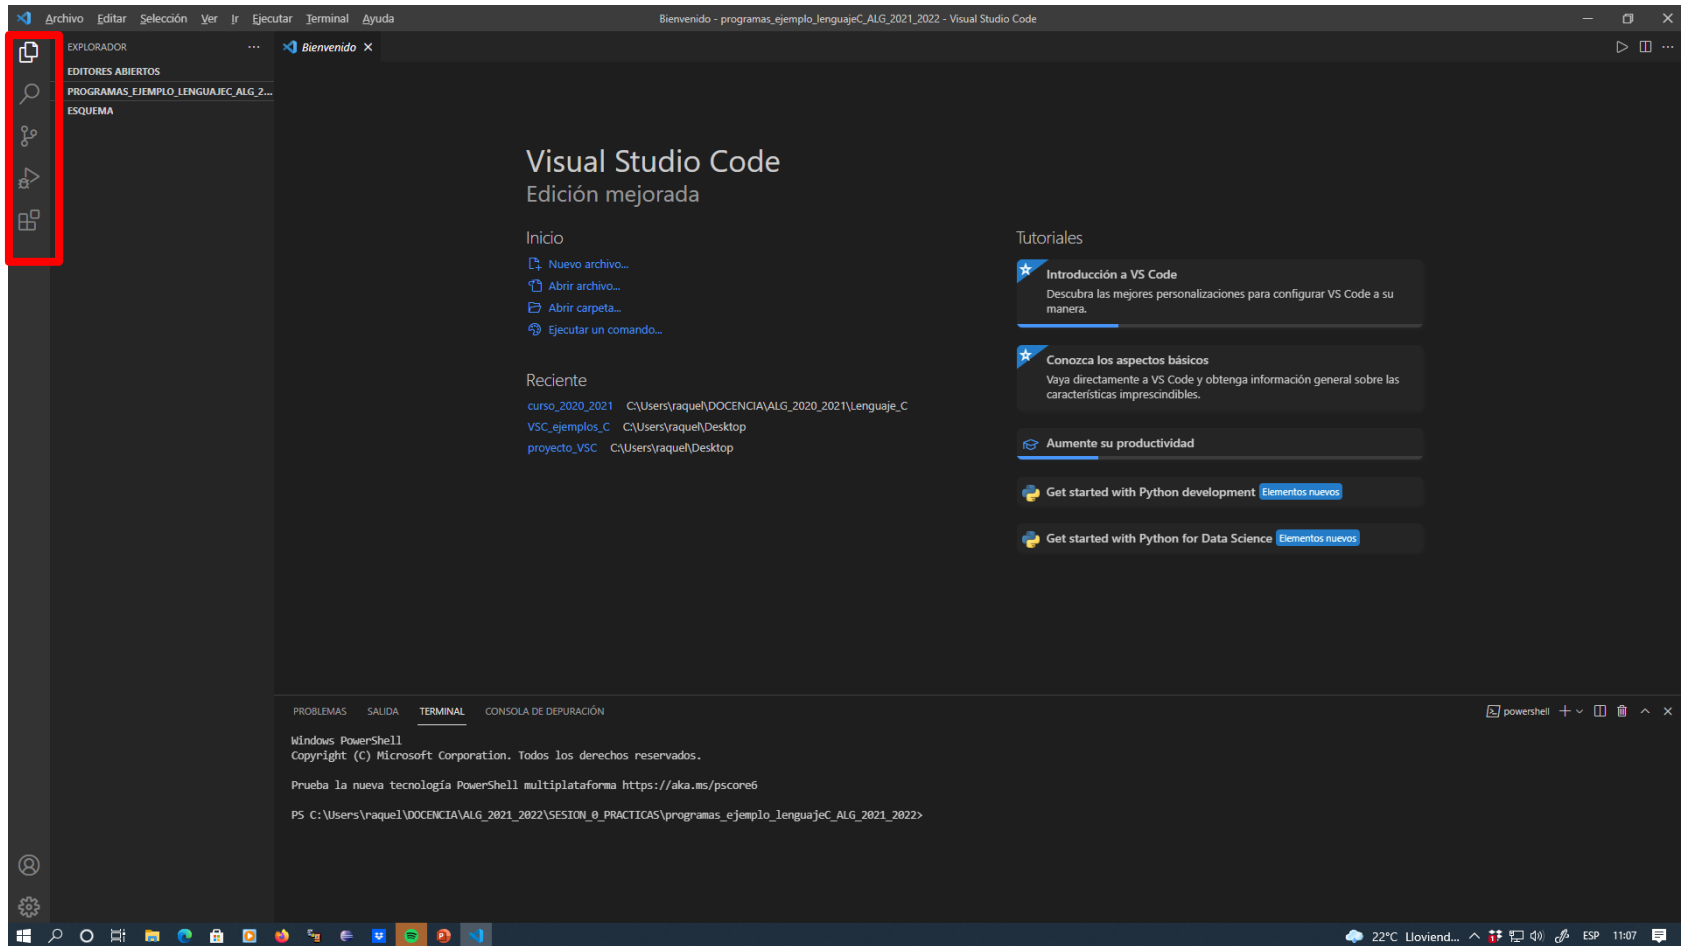 Archivo Editar Selección Ver Ir Ejecutar Terminal Ayuda
Bienvenido - programas_ejemplo_lenguajeC_ALG_2021_2022 - Visual Studio Code
EXPLORADOR
Bienvenido
EDITORES ABIERTOS
PROGRAMAS_EJEMPLO_LENGUAJEC_ALG_2...
ESQUEMA
Visual Studio Code
Edición mejorada
Inicio
Nuevo archivo...
Abrir archivo...
Abrir carpeta...
Ejecutar un comando...
Reciente
curso_2020_2021 C:\Users\raquel\DOCENCIA\ALG_2020_2021\Lenguaje_C
VSC_ejemplos_C C:\Users\raquel\Desktop
proyecto_VSC C:\Users\raquel\Desktop
Tutoriales
Introducción a VS Code
Descubra las mejores personalizaciones para configurar VS Code a su
manera.
Conozca los aspectos básicos
Vaya directamente a VS Code y obtenga información general sobre las
características imprescindibles.
Aumente su productividad
Get started with Python development Elementos nuevos
Get started with Python for Data Science Elementos nuevos
PROBLEMAS SALIDA TERMINAL CONSOLA DE DEPURACIÓN
powershell
Windows PowerShell
Copyright (C) Microsoft Corporation. Todos los derechos reservados.
Prueba la nueva tecnología PowerShell multiplataforma https://aka.ms/pscore6
PS C:\Users\raquel\DOCENCIA\ALG_2021_2022\SESION_0_PRACTICAS\programas_ejemplo_lenguajeC_ALG_2021_2022>
22°C Lloviend... ESP 11:07